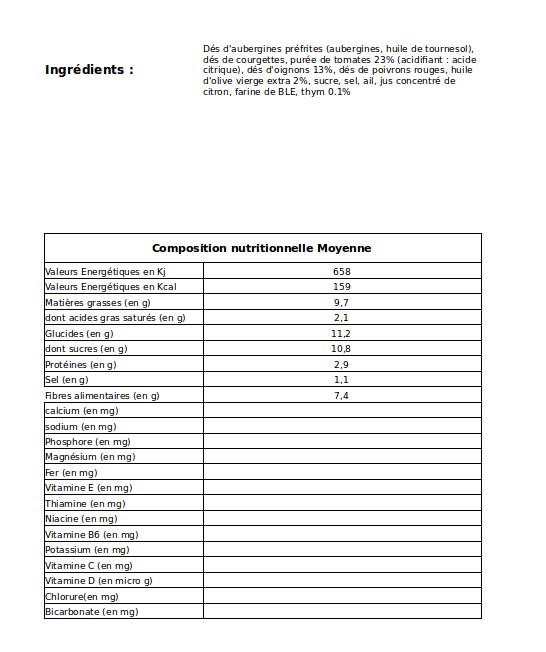 Ingrédients :
Dés d'aubergines préfrites (aubergines, huile de tournesol),
dés de courgettes, purée de tomates 23% (acidifiant : acide
citrique), dés d'oignons 13%, dés de poivrons rouges, huile
d'olive vierge extra 2%, sucre, sel, ail, jus concentré de
citron, farine de BLE, thym 0.1%
Composition nutritionnelle Moyenne
Valeurs Energétiques en Kj 658
Valeurs Energétiques en Kcal 159
Matières grasses (en g) 9,7
dont acides gras saturés (en g) 2,1
Glucides (en g) 11,2
dont sucres (en g) 10,8
Protéines (en g) 2,9
Sel (en g) 1,1
Fibres alimentaires (en g) 7,4
calcium (en mg)
sodium (en mg)
Phosphore (en mg)
Magnésium (en mg)
Fer (en mg)
Vitamine E (en mg)
Thiamine (en mg)
Niacine (en mg)
Vitamine B6 (en mg)
Potassium (en mg)
Vitamine C (en mg)
Vitamine D (en micro g)
Chlorure(en mg)
Bicarbonate (en mg)